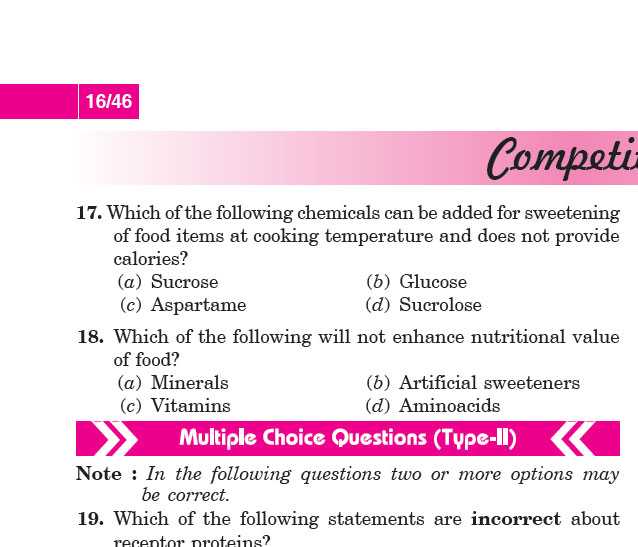 16/46
Competi
17. Which of the following chemicals can be added for sweetening
of food items at cooking temperature and does not provide
calories?
(a) Sucrose (b) Glucose
(c) Aspartame (d) Sucrolose
18. Which of the following will not enhance nutritional value
of food?
(a) Minerals (b) Artificial sweeteners
(c) Vitamins (d) Aminoacids
Multiple Choice Questions (Type-II)
Note : In the following questions two or more options may
be correct.
19. Which of the following statements are incorrect about
receptor proteins?